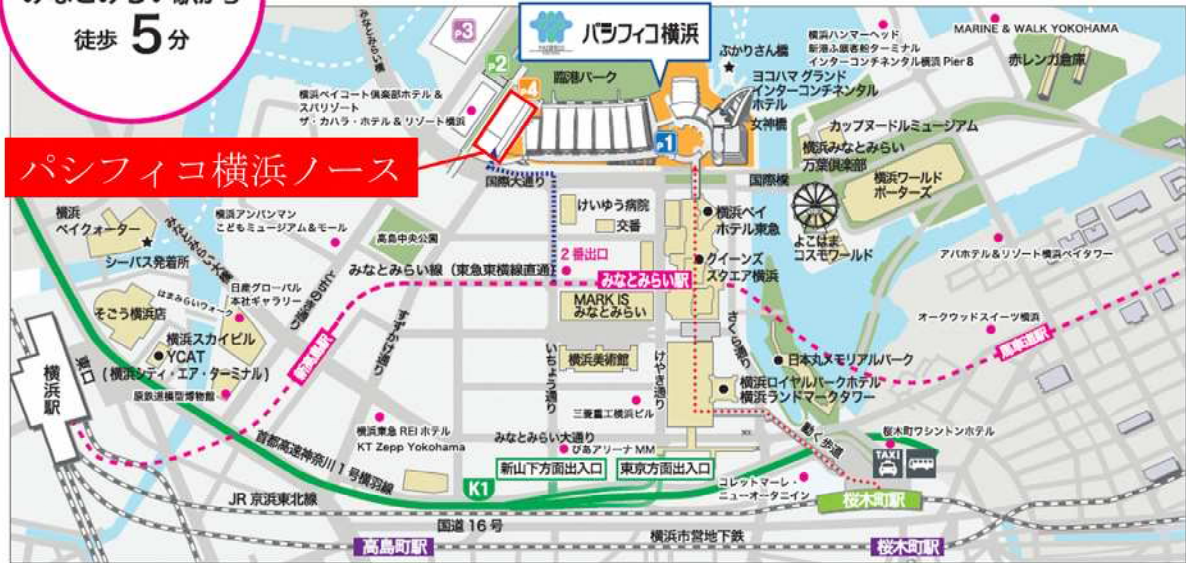 みなとみらい駅から
徒歩 5 分
パシフィコ横浜
P3
P2
P4
P1
臨港パーク
ぷかりさん橋
横浜ハンマーヘッド
新港ふ頭客船ターミナル
インターコンチネンタル横浜 Pier 8
MARINE & WALK YOKOHAMA
赤レンガ倉庫
横浜ベイコート倶楽部ホテル &
スパリゾート
ザ・カハラ・ホテル & リゾート横浜
ヨコハマ グランド
インターコンチネンタル
ホテル
女神橋
カップヌードルミュージアム
横浜みなとみらい
万葉倶楽部
横浜ワールド
ポーターズ
パシフィコ横浜ノース
国際大通り
国際橋
よこはま
コスモワールド
横浜
ベイクォーター
シーバス発着所
みなとみらい大橋
横浜アンパンマン
こどもミュージアム&モール
高島中央公園
けいゆう病院
交番
横浜ベイ
ホテル東急
クイーンズ
スクエア横浜
アパホテル&リゾート横浜ベイタワー
2番出口
みなとみらい線（東急東横線直通）
みなとみらい駅
MARK IS
みなとみらい
はまみらいウォーク
日産グローバル
本社ギャラリー
そごう横浜店
横浜スカイビル
YCAT
(横浜シティ・エア・ターミナル)
原鉄道模型博物館
横浜駅
東口
新高島駅
すずかけ通り
いちょう通り
けやき通り
さくら通り
横浜美術館
三菱重工横浜ビル
日本丸メモリアルパーク
横浜ロイヤルパークホテル
横浜ランドマークタワー
オークウッドスイーツ横浜
馬車道駅
横浜東急 REI ホテル
KT Zepp Yokohama
みなとみらい大通り
ぴあアリーナ MM
動く歩道
桜木町ワシントンホテル
TAXI
首都高速神奈川1号横羽線
K1
新山下方面出入口
東京方面出入口
コレットマーレ・
ニューオータニイン
桜木町駅
JR 京浜東北線
国道 16 号
高島町駅
横浜市営地下鉄
桜木町駅